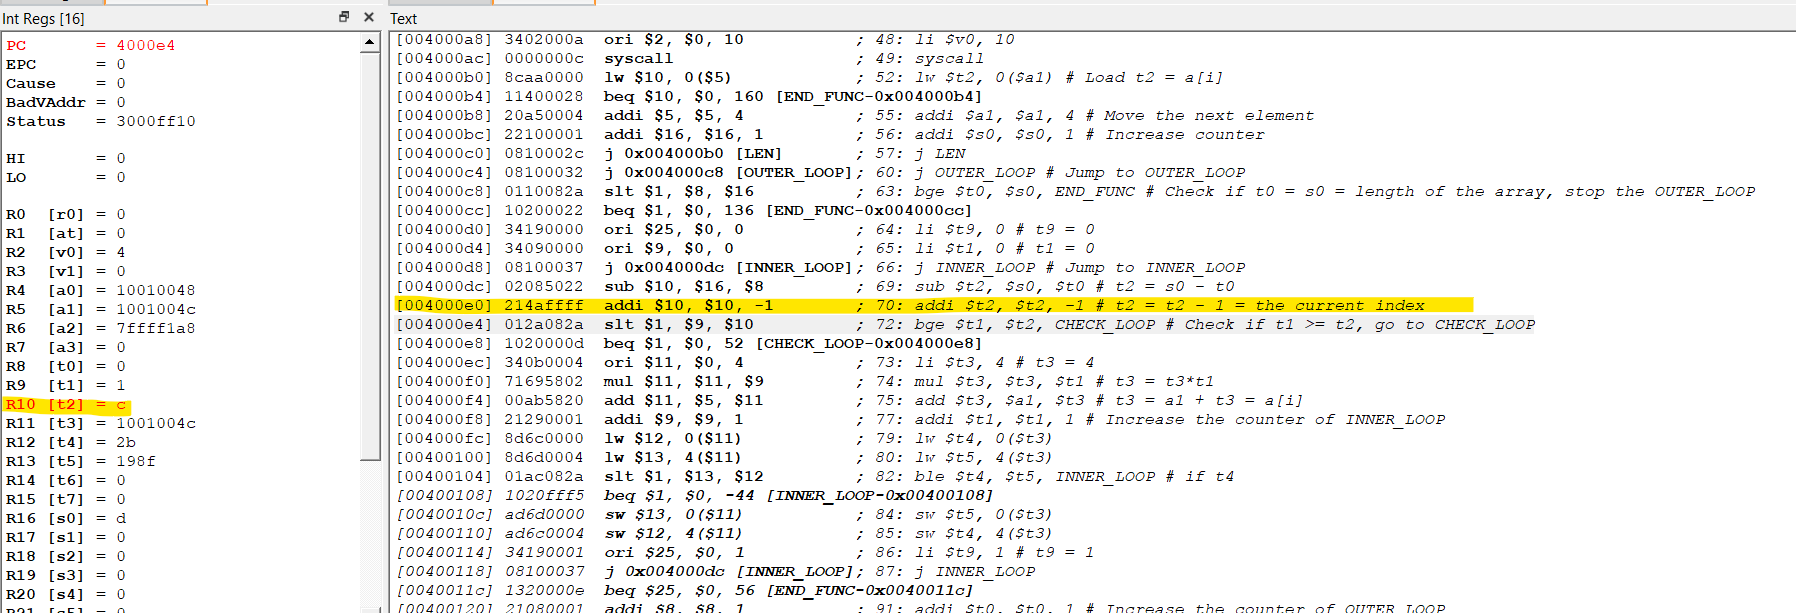 Int Regs [16]
PC = 4000e4
EPC = 0
Cause = 0
BadVAddr = 0
Status = 3000ff10
HI = 0
LO = 0
R0 [r0] = 0
R1 [at] = 0
R2 [v0] = 4
R3 [v1] = 0
R4 [a0] = 10010048
R5 [a1] = 1001004c
R6 [a2] = 7ffff1a8
R7 [a3] = 0
R8 [t0] = 0
R9 [t1] = 1
R10 [t2] = c
R11 [t3] = 1001004c
R12 [t4] = 2b
R13 [t5] = 198f
R14 [t6] = 0
R15 [t7] = 0
R16 [s0] = d
R17 [s1] = 0
R18 [s2] = 0
R19 [s3] = 0
R20 [s4] = 0
Text
[004000a8] 3402000a ori $2, $0, 10 ; 48: li $v0, 10
[004000ac] 0000000c syscall ; 49: syscall
[004000b0] 8caa0000 lw $10, 0($5) ; 52: lw $t2, 0($a1) # Load t2 = a[i]
[004000b4] 11400028 beq $10, $0, 160 [END_FUNC-0x004000b4]
[004000b8] 20a50004 addi $5, $5, 4 ; 55: addi $a1, $a1, 4 # Move the next element
[004000bc] 22100001 addi $16, $16, 1 ; 56: addi $s0, $s0, 1 # Increase counter
[004000c0] 0810002c j 0x004000b0 [LEN] ; 57: j LEN
[004000c4] 08100032 j 0x004000c8 [OUTER_LOOP]; 60: j OUTER_LOOP # Jump to OUTER_LOOP
[004000c8] 0110082a slt $1, $8, $16 ; 63: bge $t0, $s0, END_FUNC # Check if t0 = s0 = length of the array, stop the OUTER_LOOP
[004000cc] 10200022 beq $1, $0, 136 [END_FUNC-0x004000cc]
[004000d0] 34190000 ori $25, $0, 0 ; 64: li $t9, 0 # t9 = 0
[004000d4] 34090000 ori $9, $0, 0 ; 65: li $t1, 0 # t1 = 0
[004000d8] 08100037 j 0x004000dc [INNER_LOOP]; 66: j INNER_LOOP # Jump to INNER_LOOP
[004000dc] 02085022 sub $10, $16, $8 ; 69: sub $t2, $s0, $t0 # t2 = s0 - t0
[004000e0] 214affff addi $10, $10, -1 ; 70: addi $t2, $t2, -1 # t2 = t2 - 1 = the current index
[004000e4] 012a082a slt $1, $9, $10 ; 72: bge $t1, $t2, CHECK_LOOP # Check if t1 >= t2, go to CHECK_LOOP
[004000e8] 1020000d beq $1, $0, 52 [CHECK_LOOP-0x004000e8]
[004000ec] 340b0004 ori $11, $0, 4 ; 73: li $t3, 4 # t3 = 4
[004000f0] 71695802 mul $11, $11, $9 ; 74: mul $t3, $t3, $t1 # t3 = t3*t1
[004000f4] 00ab5820 add $11, $5, $11 ; 75: add $t3, $a1, $t3 # t3 = a1 + t3 = a[i]
[004000f8] 21290001 addi $9, $9, 1 ; 77: addi $t1, $t1, 1 # Increase the counter of INNER_LOOP
[004000fc] 8d6c0000 lw $12, 0($11) ; 79: lw $t4, 0($t3)
[00400100] 8d6d0004 lw $13, 4($11) ; 80: lw $t5, 4($t3)
[00400104] 01ac082a slt $1, $13, $12 ; 82: ble $t4, $t5, INNER_LOOP # if t4
[00400108] 1020fff5 beq $1, $0, -44 [INNER_LOOP-0x00400108]
[0040010c] ad6d0000 sw $13, 0($11) ; 84: sw $t5, 0($t3)
[00400110] ad6c0004 sw $12, 4($11) ; 85: sw $t4, 4($t3)
[00400114] 34190001 ori $25, $0, 1 ; 86: li $t9, 1 # t9 = 1
[00400118] 08100037 j 0x004000dc [INNER_LOOP]; 87: j INNER_LOOP
[0040011c] 1320000e beq $25, $0, 56 [END_FUNC-0x0040011c]
[00400120] 21080001 addi $8, $8, 1 ; 91: addi $t0, $t0, 1 # Increase the counter of OUTER_LOOP